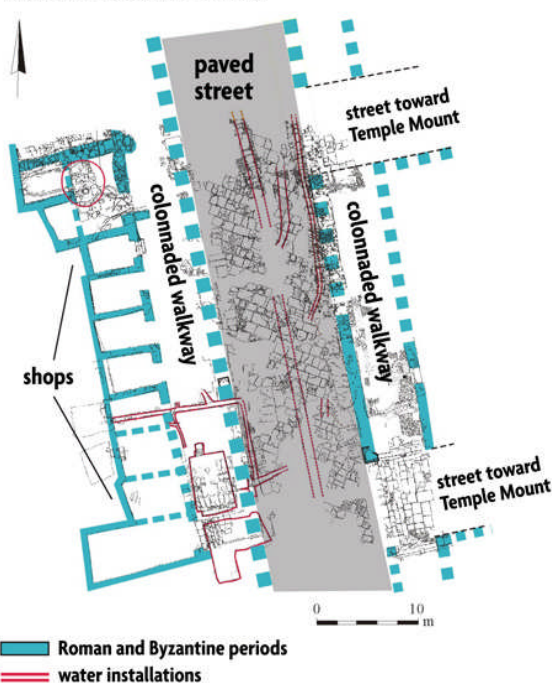 paved
street
street toward
Temple Mount
colonnaded walkway
colonnaded walkway
shops
street toward
Temple Mount
0 10
m
Roman and Byzantine periods
water installations